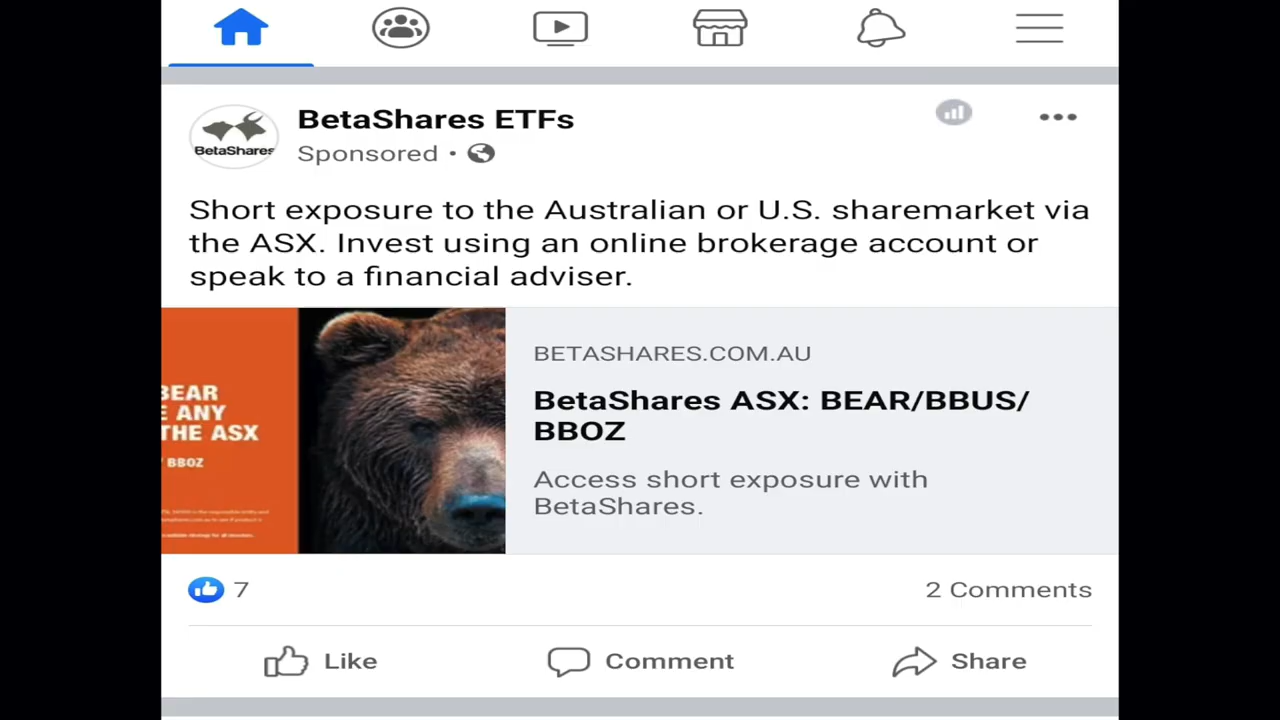 BetaShares ETFs
BetaShares
Sponsored •
Short exposure to the Australian or U.S. sharemarket via
the ASX. Invest using an online brokerage account or
speak to a financial adviser.
BEAR
ANY
THE ASX
BBOZ
BETASHARES.COM.AU
BetaShares ASX: BEAR/BBUS/
BBOZ
Access short exposure with
BetaShares.
7
2 Comments
Like
Comment
Share